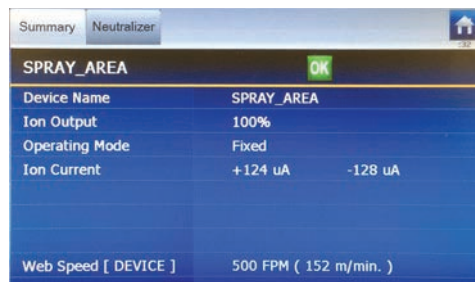 Summary Neutralizer
:32
SPRAY_AREA OK
Device Name SPRAY_AREA
Ion Output 100%
Operating Mode Fixed
Ion Current +124 uA -128 uA
Web Speed [ DEVICE ] 500 FPM ( 152 m/min. )